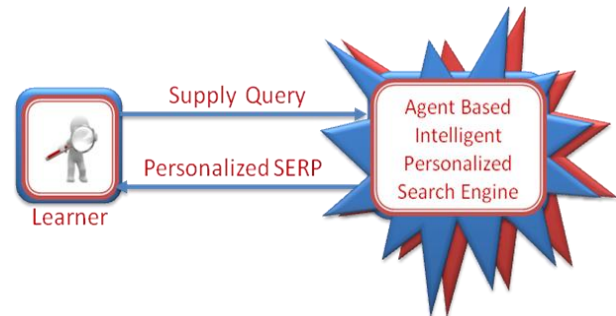 Supply Query
Personalized SERP
Learner
Agent Based
Intelligent
Personalized
Search Engine